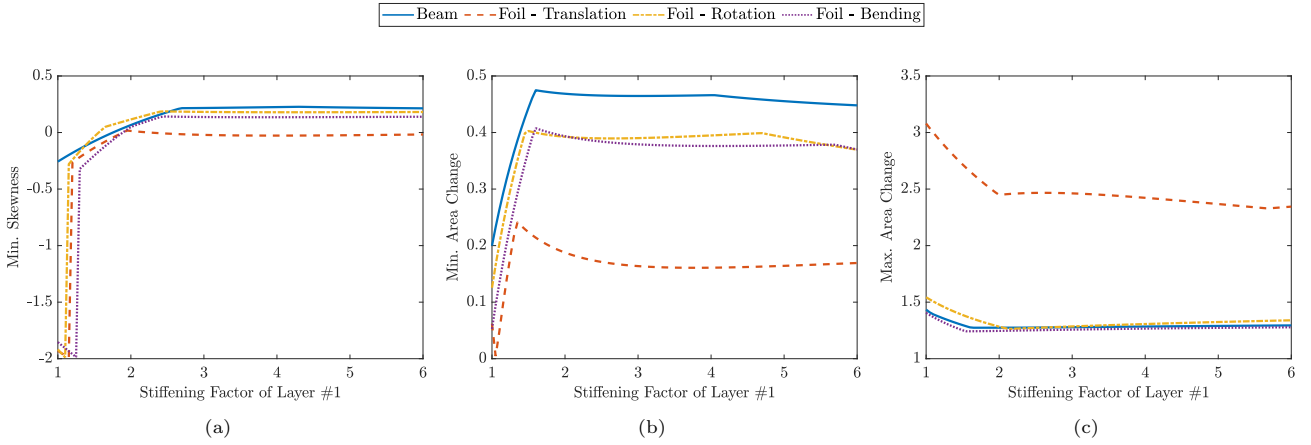 Beam Foil - Translation Foil - Rotation Foil - Bending
0.5
0
-0.5
-1
-1.5
-2
Min. Skewness
1 2 3 4 5 6
Stiffening Factor of Layer #1
(a)
0.5
0.4
0.3
0.2
0.1
0
Min. Area Change
1 2 3 4 5 6
Stiffening Factor of Layer #1
(b)
3.5
3
2.5
2
1.5
1
Max. Area Change
1 2 3 4 5 6
Stiffening Factor of Layer #1
(c)